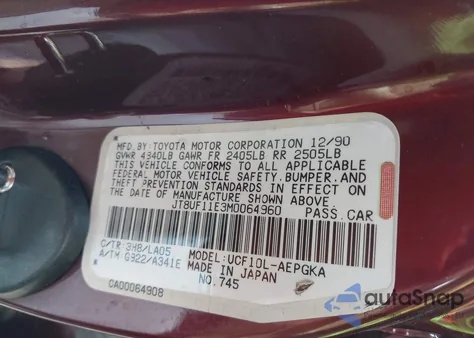 MFD.BY:TOYOTA MOTOR CORPORATION 12/90
GVWR 4940LB GAWR FR 2405LB RR 2505LB
THIS VEHICLE CONFORMS TO ALL APPLICABLE
FEDERAL MOTOR VEHICLE SAFETY,BUMPER,AND
THEFT PREVENTION STANDARDS IN EFFECT ON
THE DATE OF MANUFACTURE SHOWN ABOVE.
JT8UF11E3M0064960 PASS.CAR
C/TR:3H8/LA05 MODEL:UCF10L-AEPGKA
A/TM:G922/A341E MADE IN JAPAN
CA00064908 NO.745
autoSnap